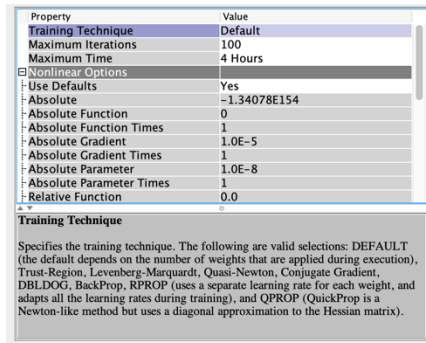 Property Value
Training Technique Default
Maximum Iterations 100
Maximum Time 4 Hours
Nonlinear Options
Use Defaults Yes
Absolute -1.34078E154
Absolute Function 0
Absolute Function Times 1
Absolute Gradient 1.0E-5
Absolute Gradient Times 1
Absolute Parameter 1.0E-8
Absolute Parameter Times 1
Relative Function 0.0
Training Technique
Specifies the training technique. The following are valid selections: DEFAULT
(the default depends on the number of weights that are applied during execution),
Trust-Region, Levenberg-Marquardt, Quasi-Newton, Conjugate Gradient,
DBLDOG, BackProp, RPROP (uses a separate learning rate for each weight, and
adapts all the learning rates during training), and QPROP (QuickProp is a
Newton-like method but uses a diagonal approximation to the Hessian matrix).